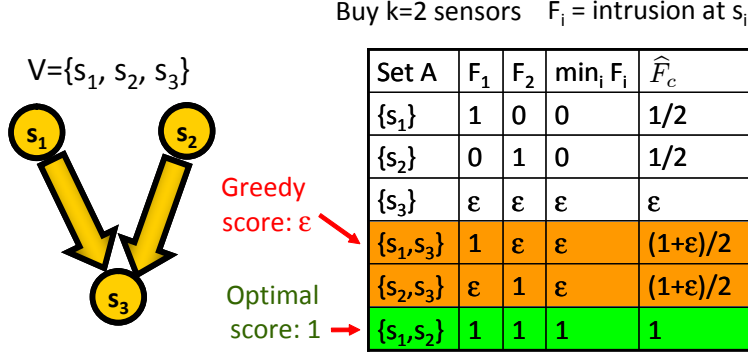 Buy k=2 sensors F_i = intrusion at s_i
V={s_1, s_2, s_3}
s_1
s_2
s_3
Greedy
score: ε
Optimal
score: 1
Set A F_1 F_2 min_i F_i \widehat{F}_c
{s_1} 1 0 0 1/2
{s_2} 0 1 0 1/2
{s_3} ε ε ε ε
{s_1,s_3} 1 ε ε (1+ε)/2
{s_2,s_3} ε 1 ε (1+ε)/2
{s_1,s_2} 1 1 1 1